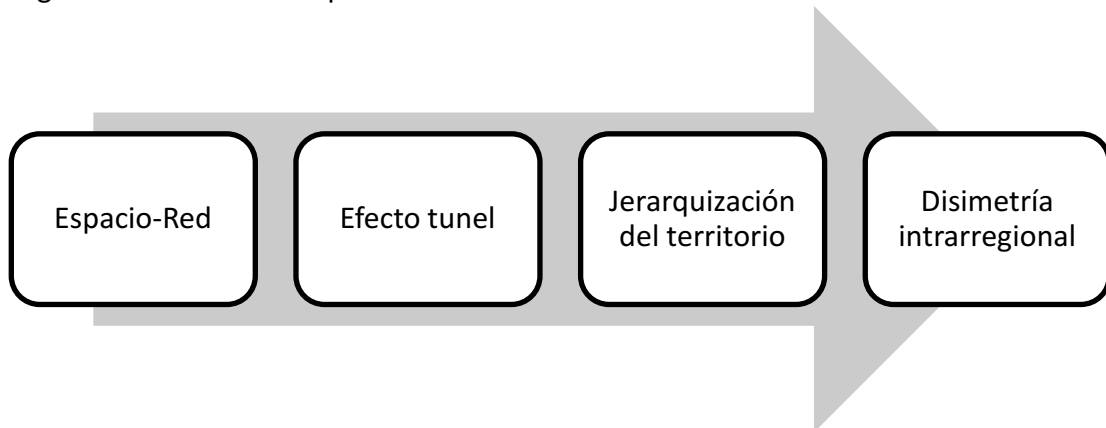 Espacio-Red
Efecto tunel
Jerarquización
del territorio
Disimetría
intrarregional